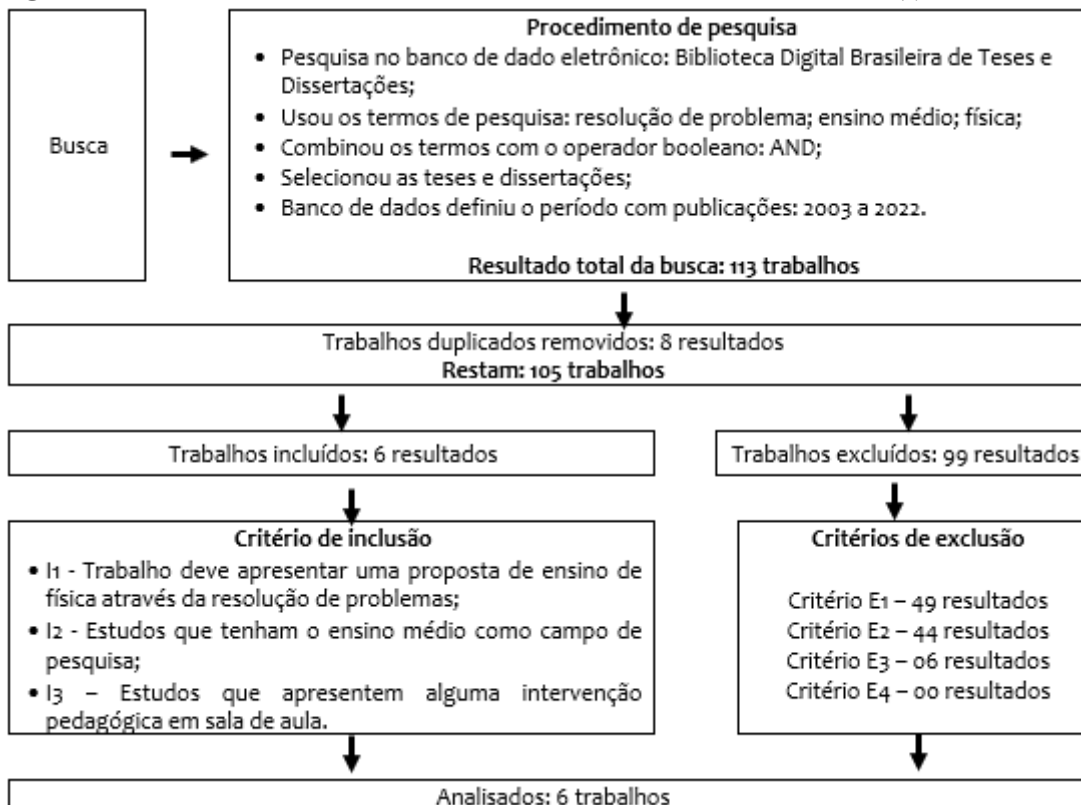 Procedimento de pesquisa
• Pesquisa no banco de dado eletrônico: Biblioteca Digital Brasileira de Teses e
Dissertações;
• Usou os termos de pesquisa: resolução de problema; ensino médio; física;
Busca
• Combinou os termos com o operador booleano: AND;
• Selecionou as teses e dissertações;
• Banco de dados definiu o período com publicações: 2003 a 2022.
Resultado total da busca: 113 trabalhos
Trabalhos duplicados removidos: 8 resultados
Restam: 105 trabalhos
Trabalhos incluídos: 6 resultados
Trabalhos excluídos: 99 resultados
Critério de inclusão
• I1 - Trabalho deve apresentar uma proposta de ensino de
física através da resolução de problemas;
• I2 - Estudos que tenham o ensino médio como campo de
pesquisa;
• I3 – Estudos que apresentem alguma intervenção
pedagógica em sala de aula.
Critérios de exclusão
Critério E1 – 49 resultados
Critério E2 – 44 resultados
Critério E3 – 06 resultados
Critério E4 – 00 resultados
Analisados: 6 trabalhos